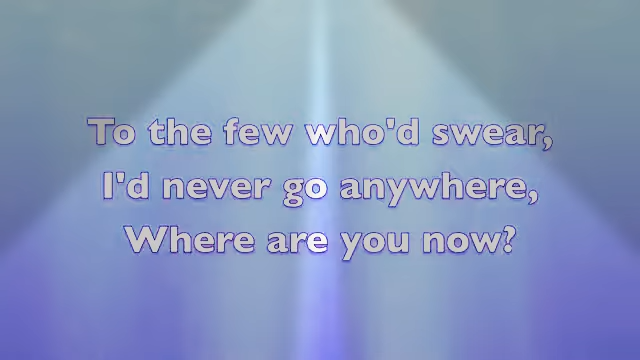 To the few who'd swear,
I'd never go anywhere,
Where are you now?